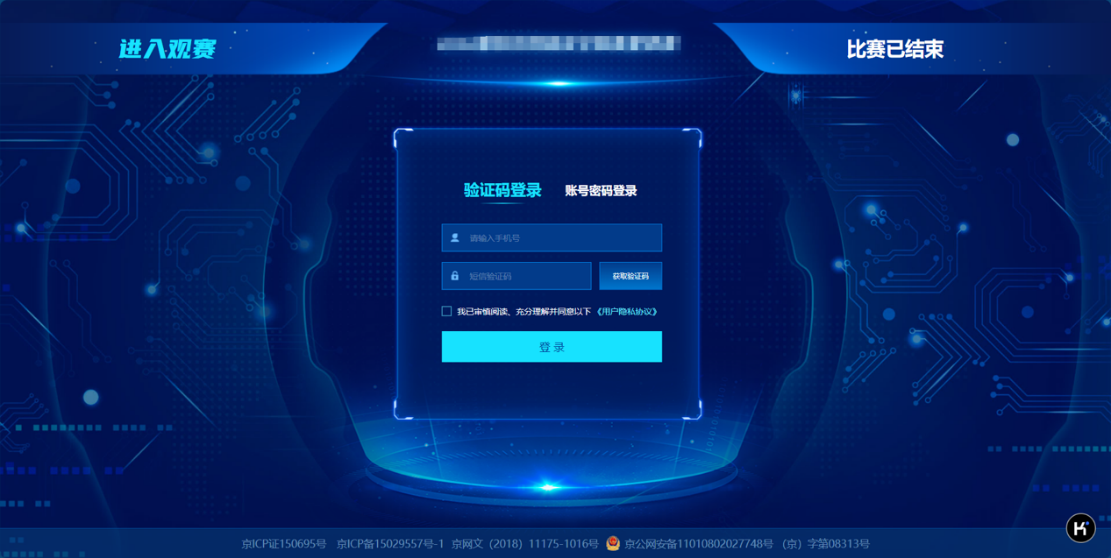 进入观赛
比赛已结束
验证码登录 账号密码登录
请输入手机号
短信验证码 获取验证码
我已审慎阅读、充分理解并同意以下《用户隐私协议》
登 录
京ICP证150695号 京ICP备15029557号-1 京网文（2018）11175-1016号 京公网安备11010802027748号 （京）字第08313号